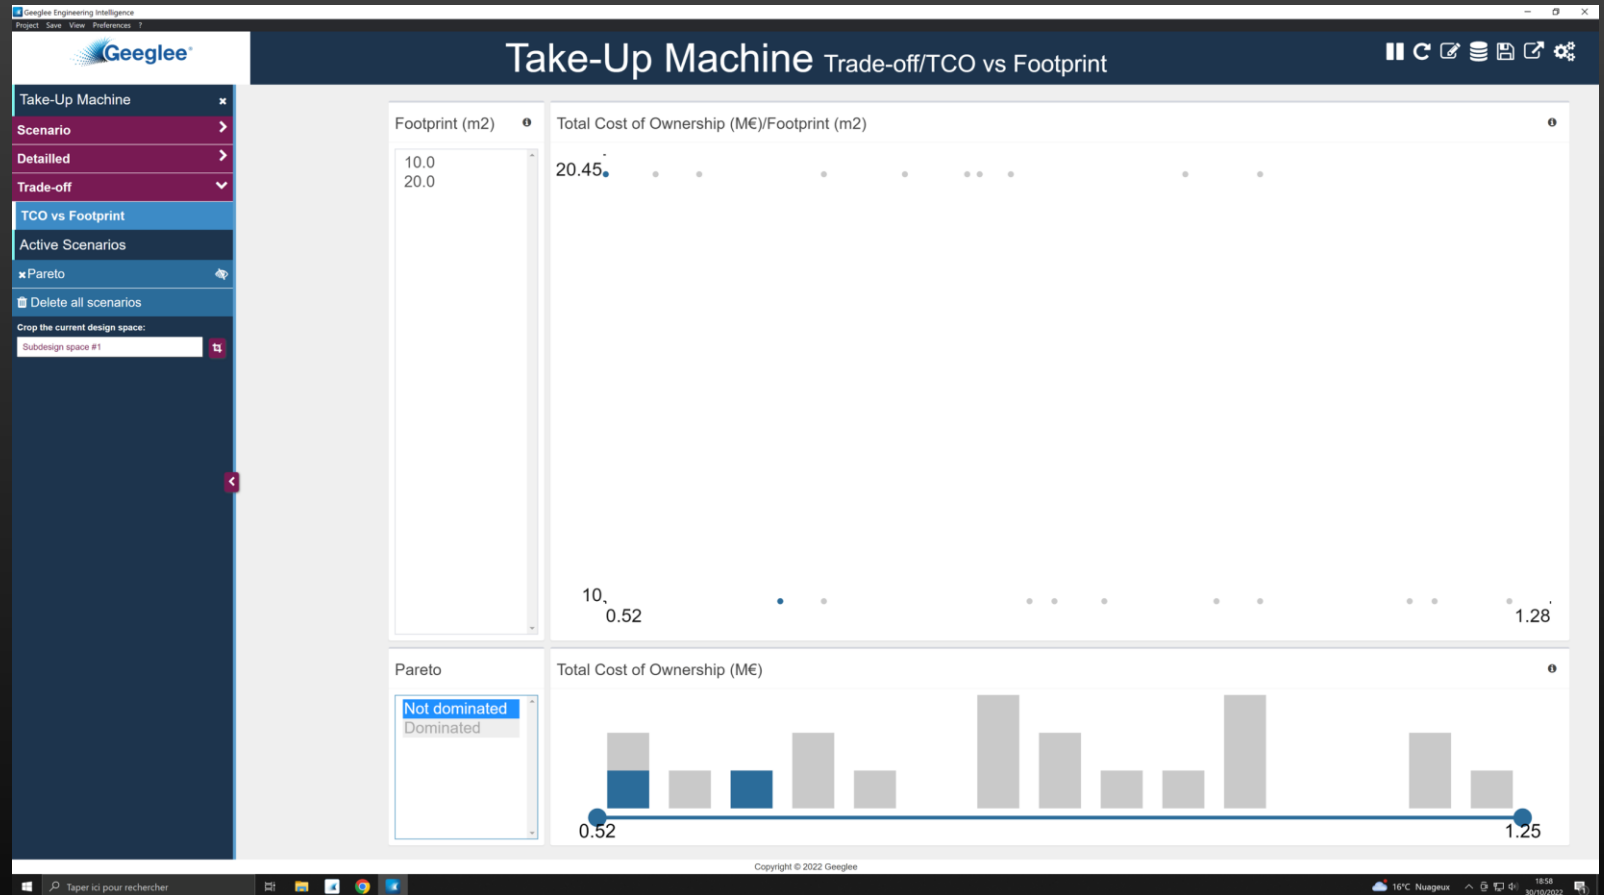 Geeglee Engineering Intelligence
Project Save View Preferences ?
Geeglee®
Take-Up Machine Trade-off/TCO vs Footprint
Take-Up Machine
Scenario
Detailled
Trade-off
TCO vs Footprint
Active Scenarios
Pareto
Delete all scenarios
Crop the current design space:
Subdesign space #1
Footprint (m2)
10.0
20.0
Total Cost of Ownership (M€)/Footprint (m2)
20.45
10
0.52
1.28
Pareto
Not dominated
Dominated
Total Cost of Ownership (M€)
0.52
1.25
Copyright © 2022 Geeglee
Taper ici pour rechercher
16°C Nuageux
18:58
30/10/2022